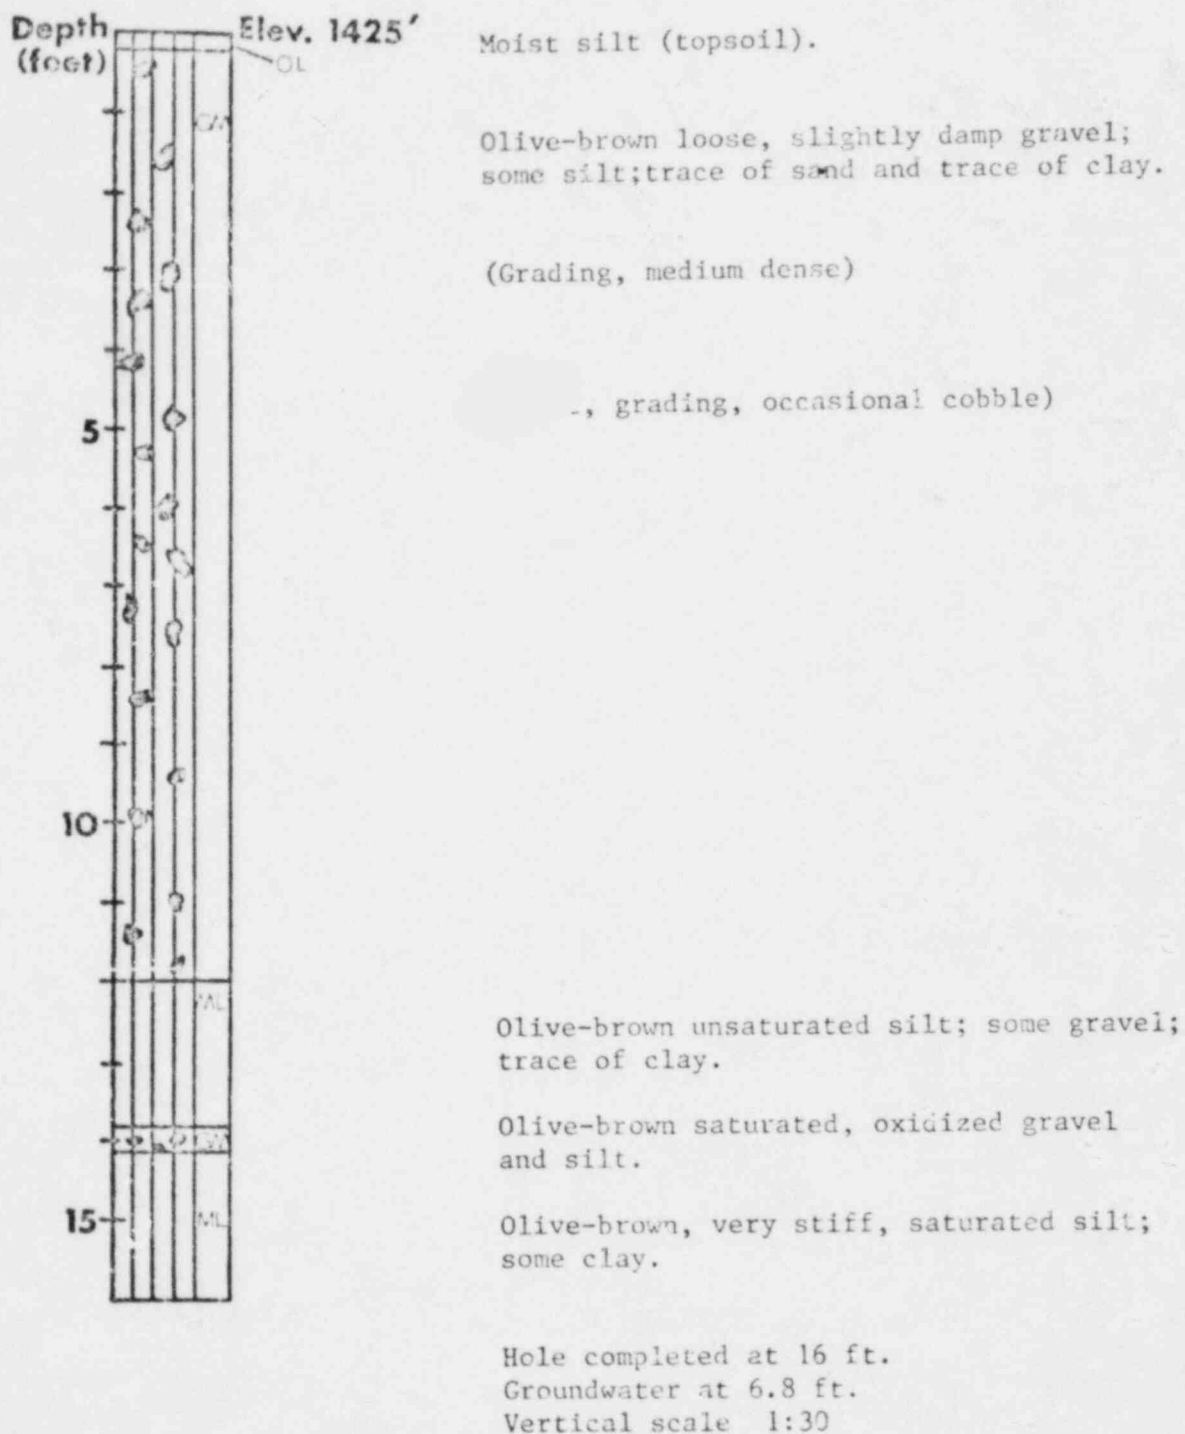 Depth
(feet)
Elev. 1425'
OL
Moist silt (topsoil).
GM
Olive-brown loose, slightly damp gravel;
some silt;trace of sand and trace of clay.
(Grading, medium dense)
-, grading, occasional cobble)
5
10
ML
Olive-brown unsaturated silt; some gravel;
trace of clay.
Olive-brown saturated, oxidized gravel
and silt.
15
ML
Olive-brown, very stiff, saturated silt;
some clay.
Hole completed at 16 ft.
Groundwater at 6.8 ft.
Vertical scale 1:30